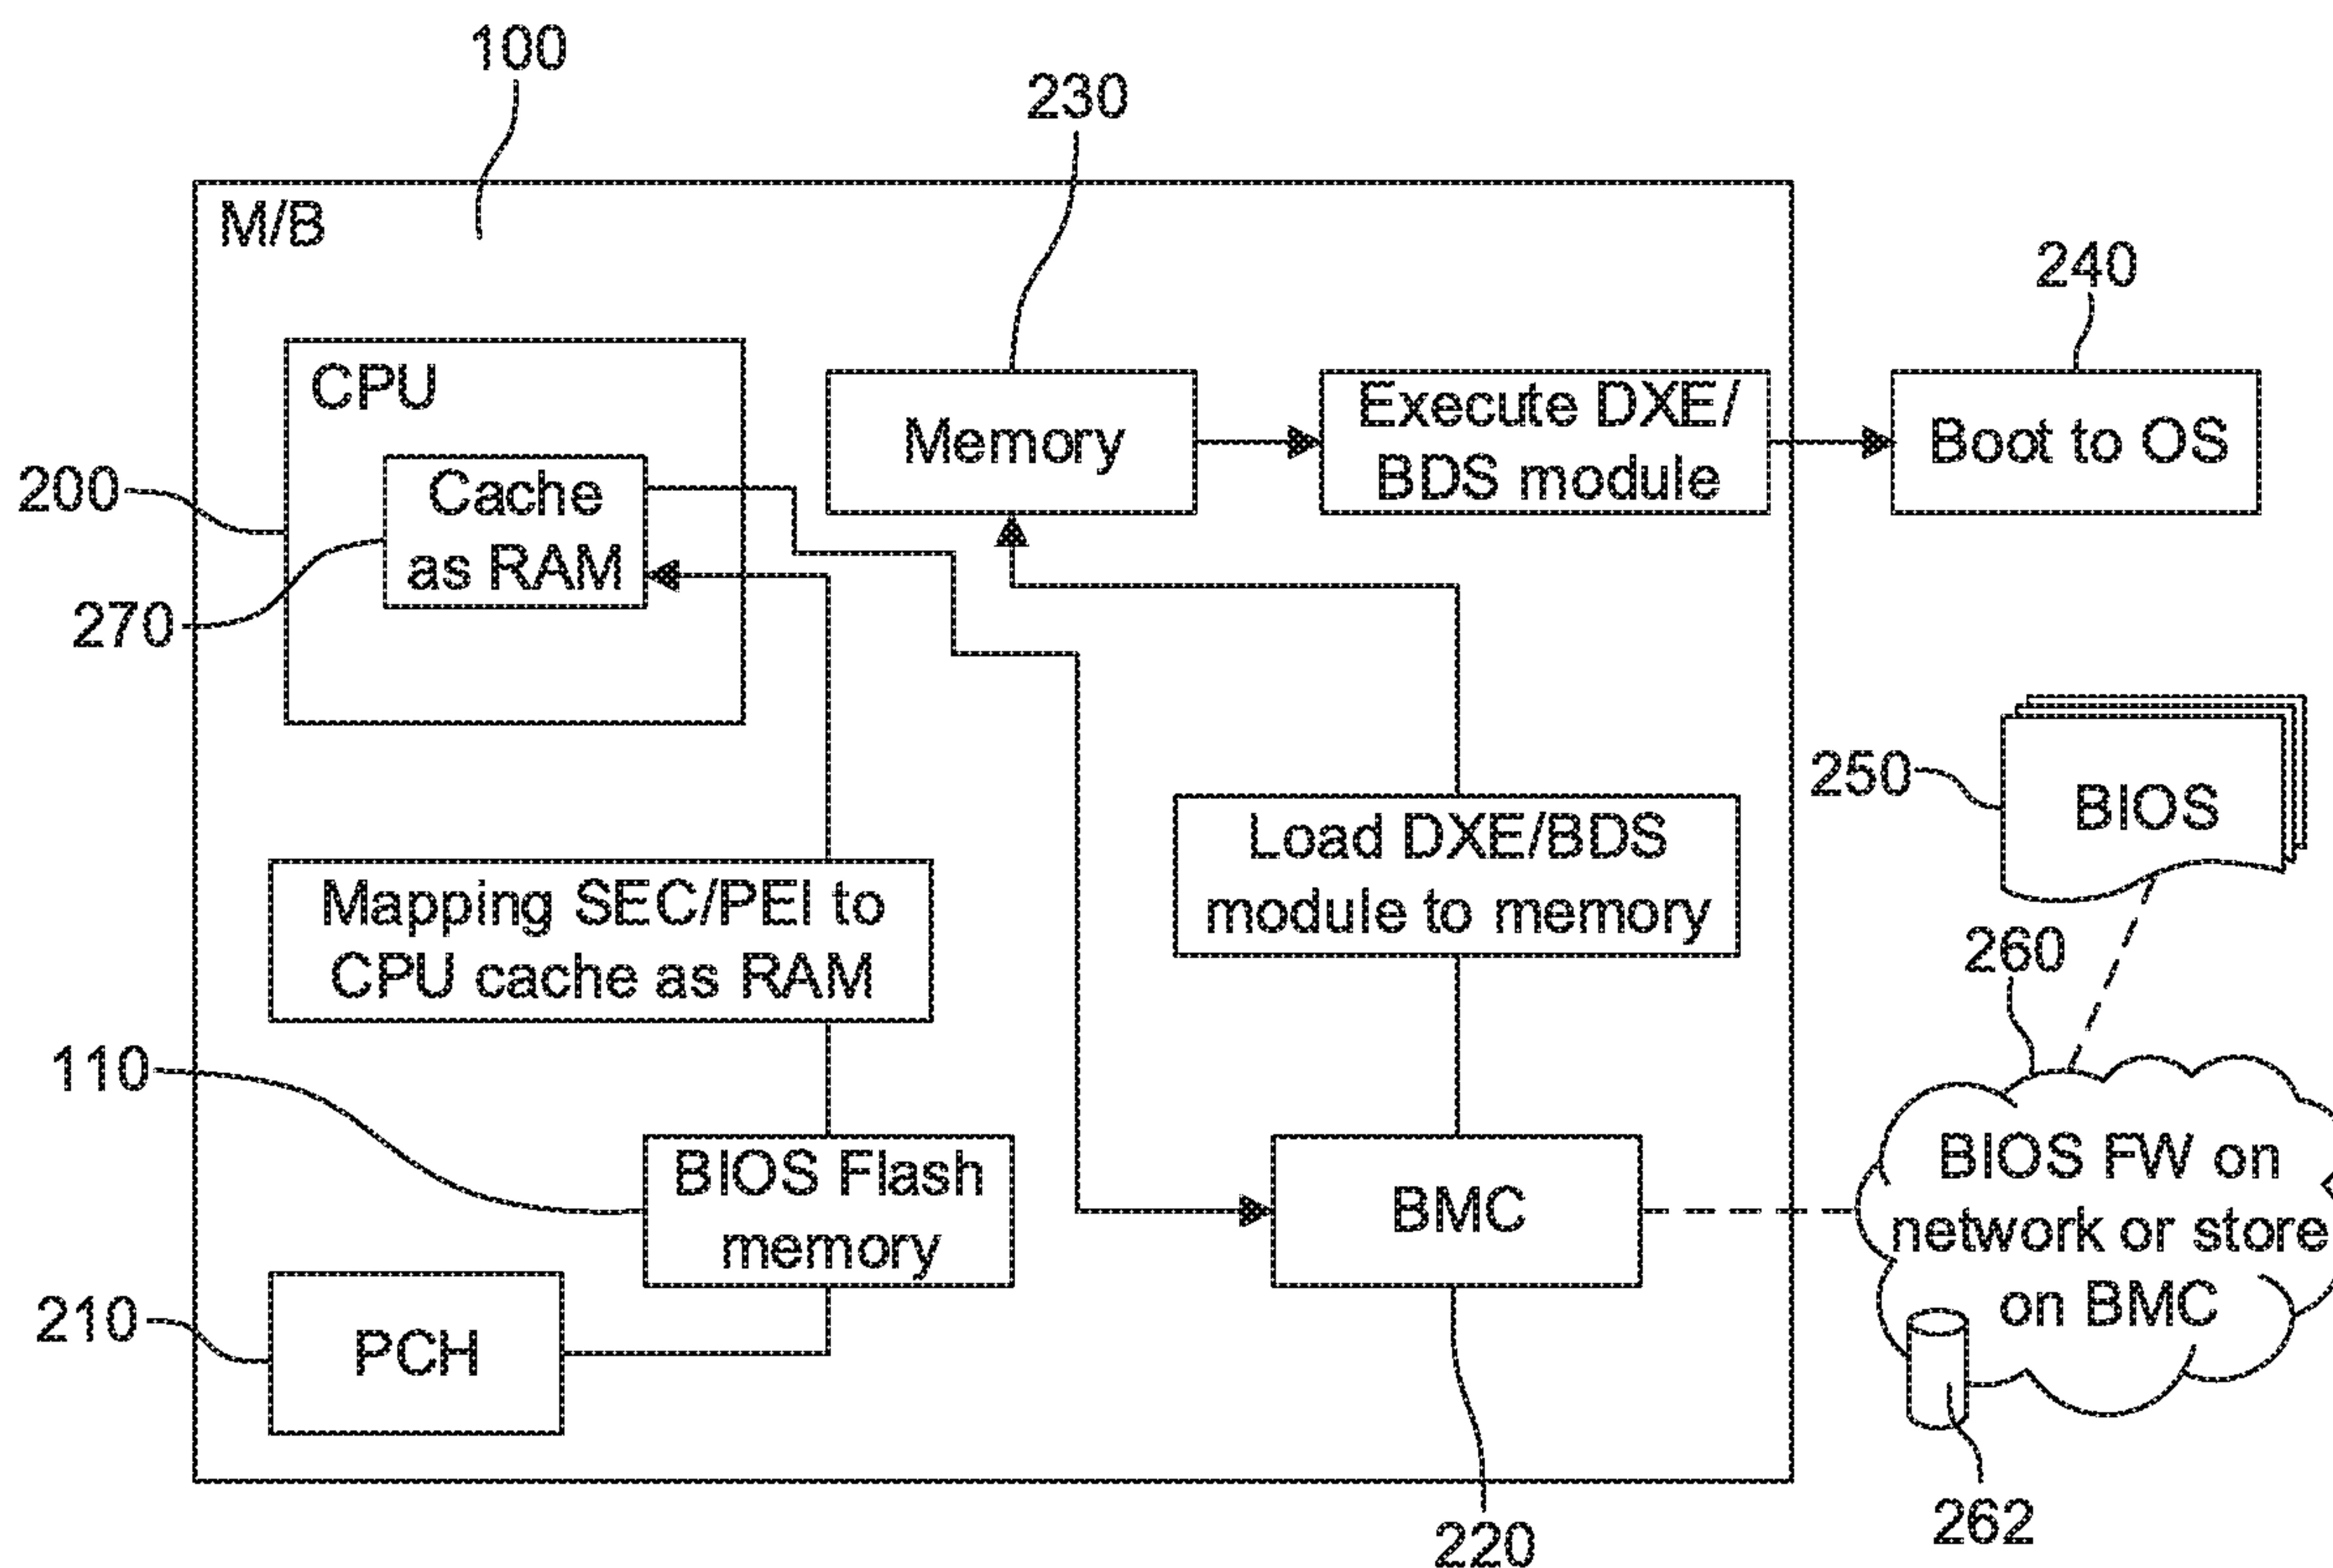 100
230
M/B
240
CPU
Cache
as RAM
Memory
Execute DXE/
BDS module
Boot to OS
200
270
250
BIOS
Mapping SEC/PEI to
CPU cache as RAM
Load DXE/BDS
module to memory
260
110
BIOS Flash
memory
BMC
BIOS FW on
network or store
on BMC
210
PCH
220
262